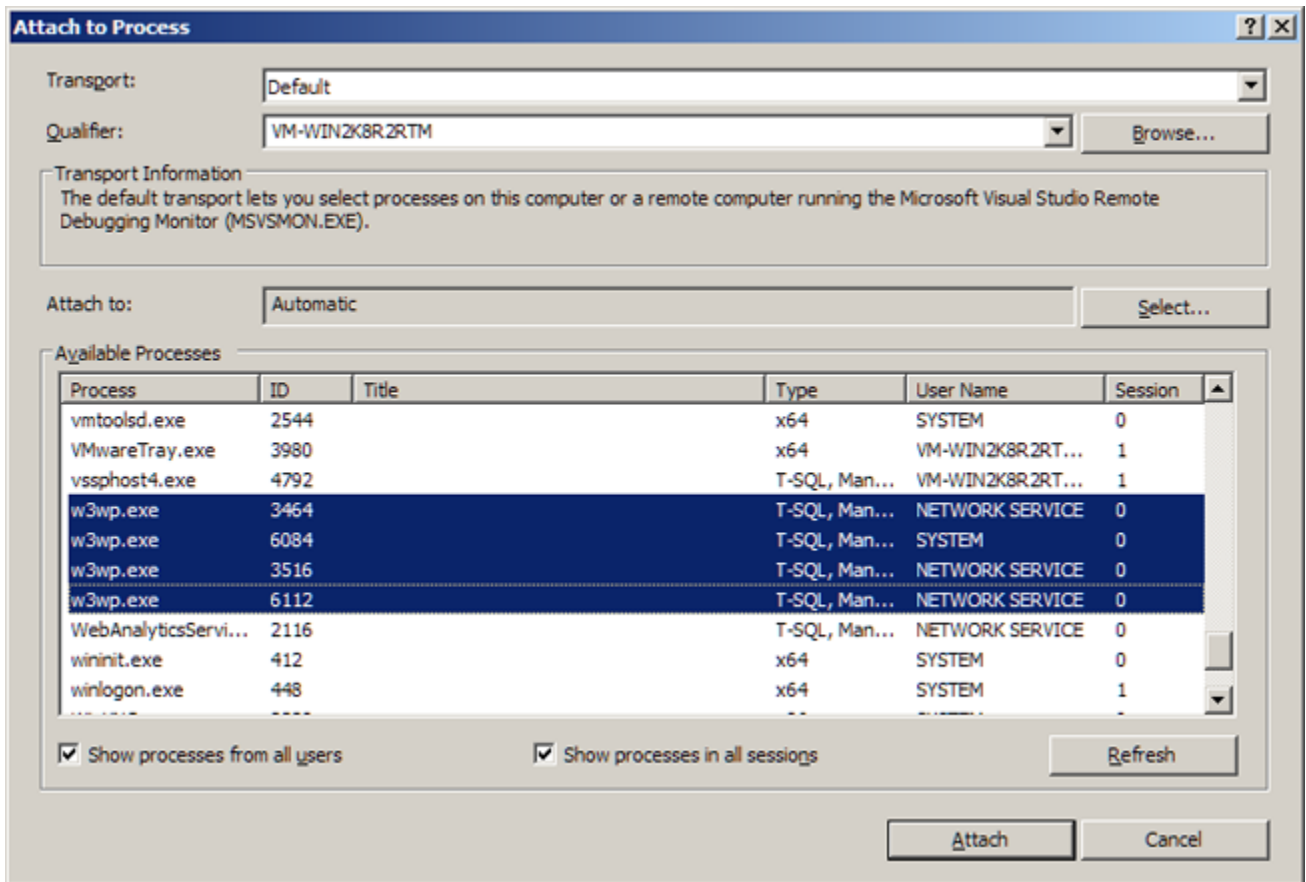 Attach to Process
Transport: Default
Qualifier: VM-WIN2K8R2RTM Browse...
Transport Information
The default transport lets you select processes on this computer or a remote computer running the Microsoft Visual Studio Remote
Debugging Monitor (MSVSMON.EXE).
Attach to: Automatic Select...
Available Processes
Process ID Title Type User Name Session
vmtoolsd.exe 2544 x64 SYSTEM 0
VMwareTray.exe 3980 x64 VM-WIN2K8R2RT... 1
vssphost4.exe 4792 T-SQL, Man... VM-WIN2K8R2RT... 1
w3wp.exe 3464 T-SQL, Man... NETWORK SERVICE 0
w3wp.exe 6084 T-SQL, Man... SYSTEM 0
w3wp.exe 3516 T-SQL, Man... NETWORK SERVICE 0
w3wp.exe 6112 T-SQL, Man... NETWORK SERVICE 0
WebAnalyticsServi... 2116 T-SQL, Man... NETWORK SERVICE 0
wininit.exe 412 x64 SYSTEM 0
winlogon.exe 448 x64 SYSTEM 1
Show processes from all users Show processes in all sessions Refresh
Attach Cancel